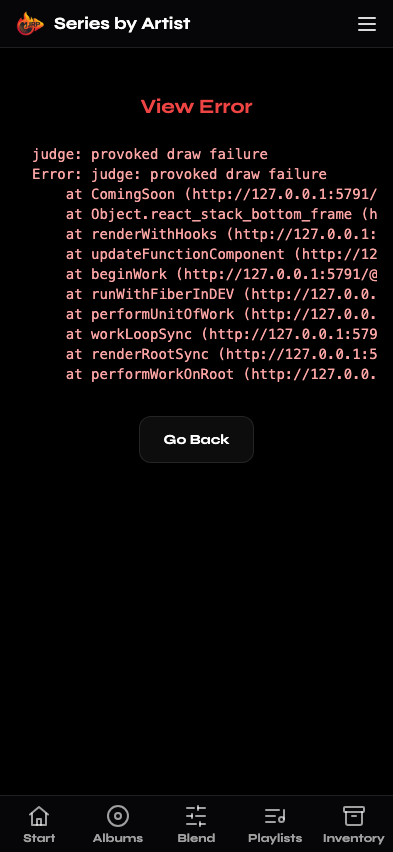 Series by Artist
View Error
judge: provoked draw failure
Error: judge: provoked draw failure
at ComingSoon (http://127.0.0.1:5791/
at Object.react_stack_bottom_frame (h
at renderWithHooks (http://127.0.0.1:
at updateFunctionComponent (http://12
at beginWork (http://127.0.0.1:5791/@
at runWithFiberInDEV (http://127.0.0.
at performUnitOfWork (http://127.0.0.
at workLoopSync (http://127.0.0.1:579
at renderRootSync (http://127.0.0.1:5
at performWorkOnRoot (http://127.0.0.
Go Back
Start Albums Blend Playlists Inventory